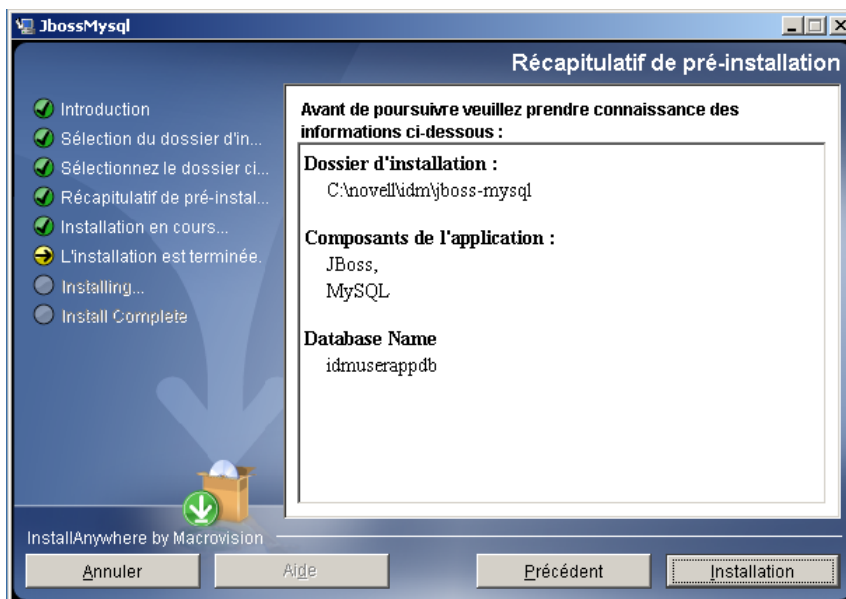 JbossMysql
Récapitulatif de pré-installation
Introduction
Sélection du dossier d'in...
Sélectionnez le dossier ci...
Récapitulatif de pré-instal...
Installation en cours...
L'installation est terminée.
Installing...
Install Complete
Avant de poursuivre veuillez prendre connaissance des
informations ci-dessous :
Dossier d'installation :
C:\novell\idm\jboss-mysql
Composants de l'application :
JBoss,
MySQL
Database Name
idmuserappdb
InstallAnywhere by Macrovision
Annuler
Aide
Précédent
Installation